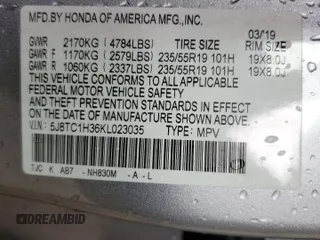 MFD.BY HONDA OF AMERICA MFG.,INC.
03/19
GVWR 2170KG ( 4784LBS) RIM SIZE
GAWR F 1170KG ( 2579LBS) 235/55R19 101H 19X8.0J
GAWR R 1060KG ( 2337LBS) 235/55R19 101H 19X8.0J
THIS VEHICLE CONFORMS TO ALL APPLICABLE
FEDERAL MOTOR VEHICLE SAFETY AND THEFT
PREVENTION STANDARDS IN EFFECT ON THE
DATE OF MANUFACTURE SHOWN ABOVE.
V.I.N: 5J8TC1H36KL023035 TYPE: MPV
TJC K AB7 -NH830M -A-L
DREAMBID